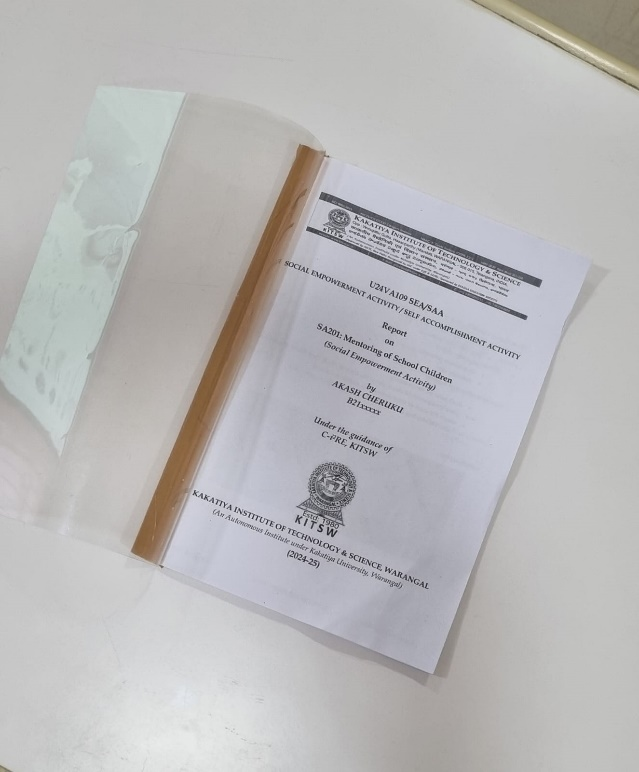 KAKATIYA INSTITUTE OF TECHNOLOGY & SCIENCE
KITSW
U24VA109 SEA/SAA
SOCIAL EMPOWERMENT ACTIVITY/ SELF ACCOMPLISHMENT ACTIVITY
Report
on
SA201: Mentoring of School Children
(Social Empowerment Activity)
by
AKASH CHERUKU
B21xxxxx
Under the guidance of
C-i²RE, KITSW
Estd. 1980
KITSW
KAKATIYA INSTITUTE OF TECHNOLOGY & SCIENCE, WARANGAL
(An Autonomous Institute under Kakatiya University, Warangal)
(2024-25)